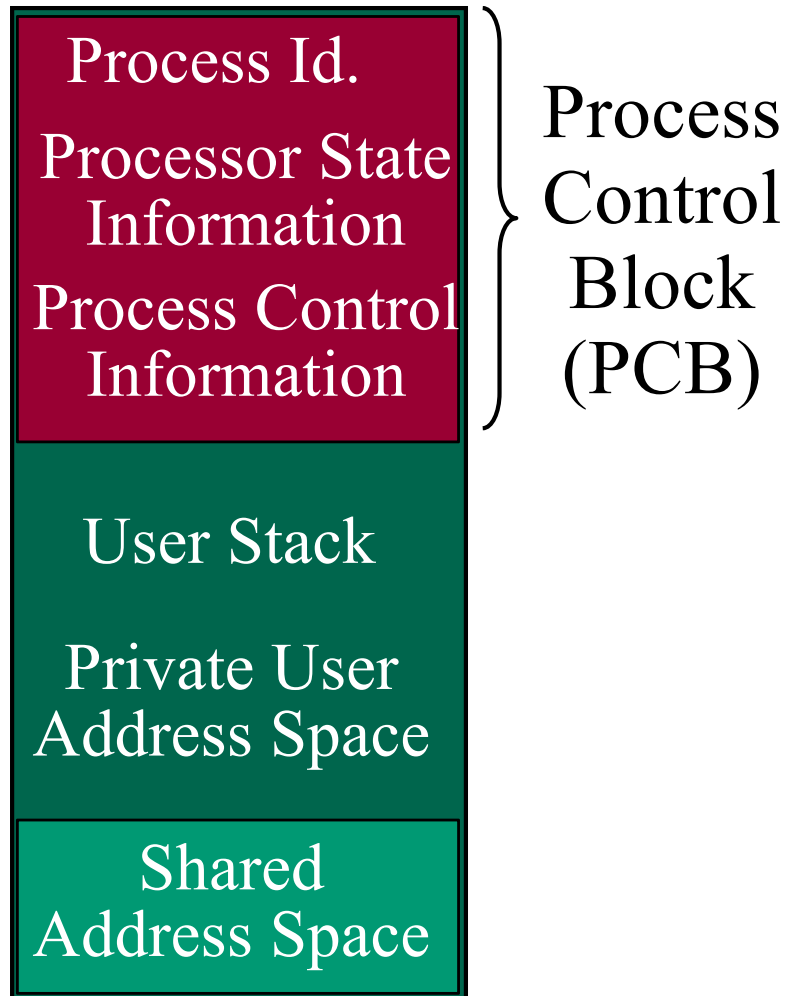 Process Id.
Processor State
Information
Process Control
Information
User Stack
Private User
Address Space
Shared
Address Space
Process
Control
Block
(PCB)